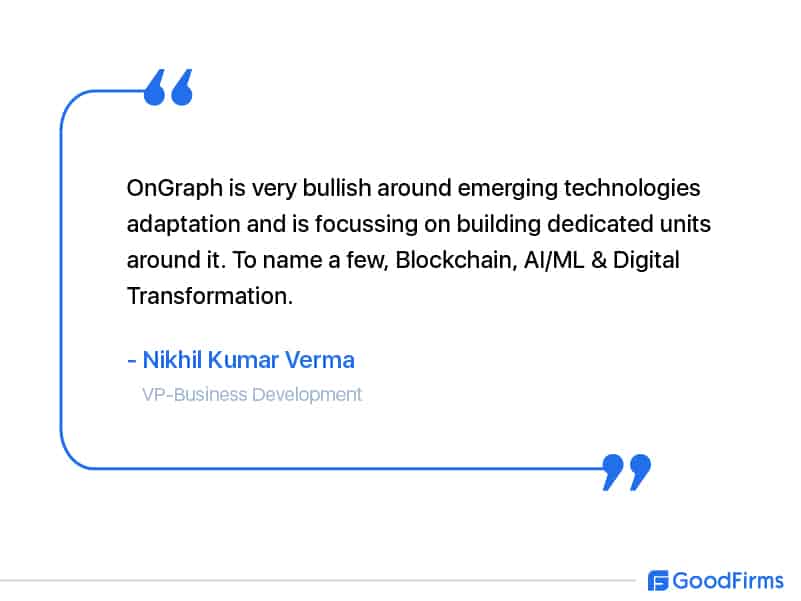 OnGraph is very bullish around emerging technologies
adaptation and is focussing on building dedicated units
around it. To name a few, Blockchain, AI/ML & Digital
Transformation.
- Nikhil Kumar Verma
VP-Business Development
GoodFirms